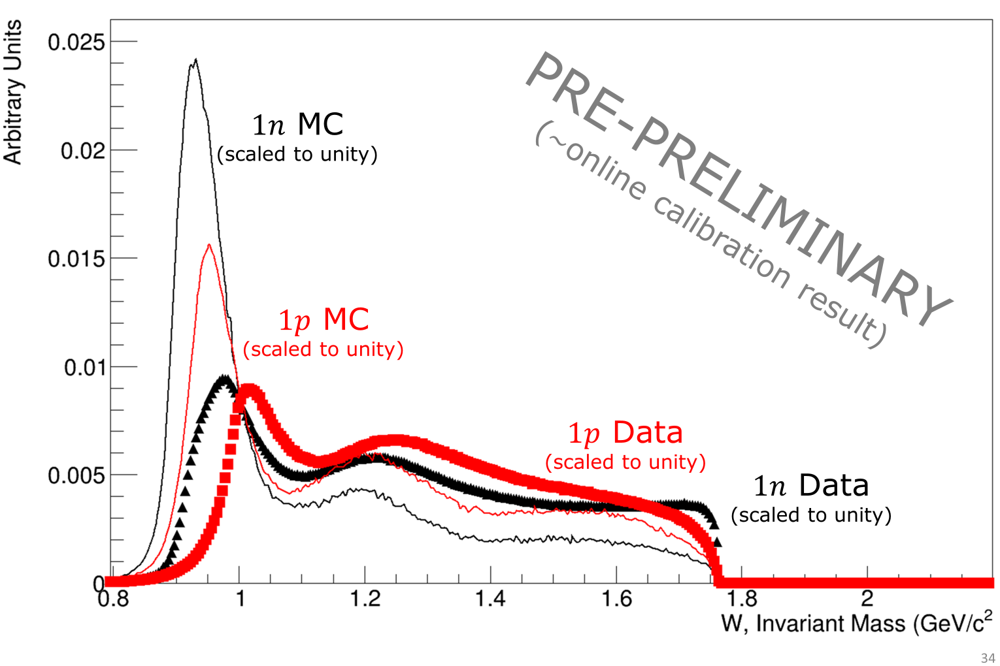 Arbitrary Units
0.025
0.02
0.015
0.01
0.005
0
0.8
1
1.2
1.4
1.6
1.8
2
W, Invariant Mass (GeV/c²
1n MC
(scaled to unity)
1p MC
(scaled to unity)
1p Data
(scaled to unity)
1n Data
(scaled to unity)
PRE-PRELIMINARY
(~online calibration result)
34